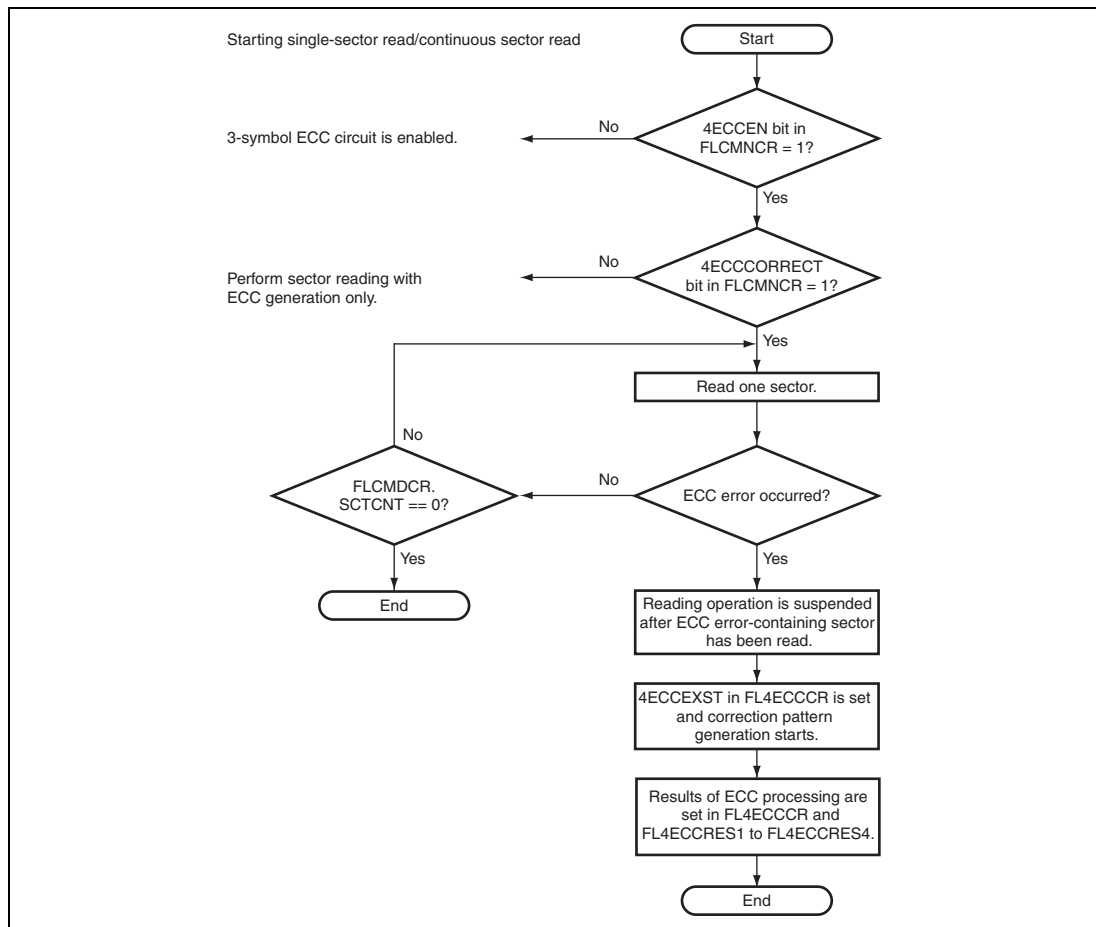 Starting single-sector read/continuous sector read
Start
3-symbol ECC circuit is enabled.
No
4ECCEN bit in
FLCMNCR = 1?
Yes
Perform sector reading with
ECC generation only.
No
4ECCCORRECT
bit in FLCMNCR = 1?
Yes
Read one sector.
No
FLCMDCR.
SCTCNT == 0?
No
ECC error occurred?
Yes
Yes
End
Reading operation is suspended
after ECC error-containing sector
has been read.
4ECCEXST in FL4ECCCR is set
and correction pattern
generation starts.
Results of ECC processing are
set in FL4ECCCR and
FL4ECCRES1 to FL4ECCRES4.
End